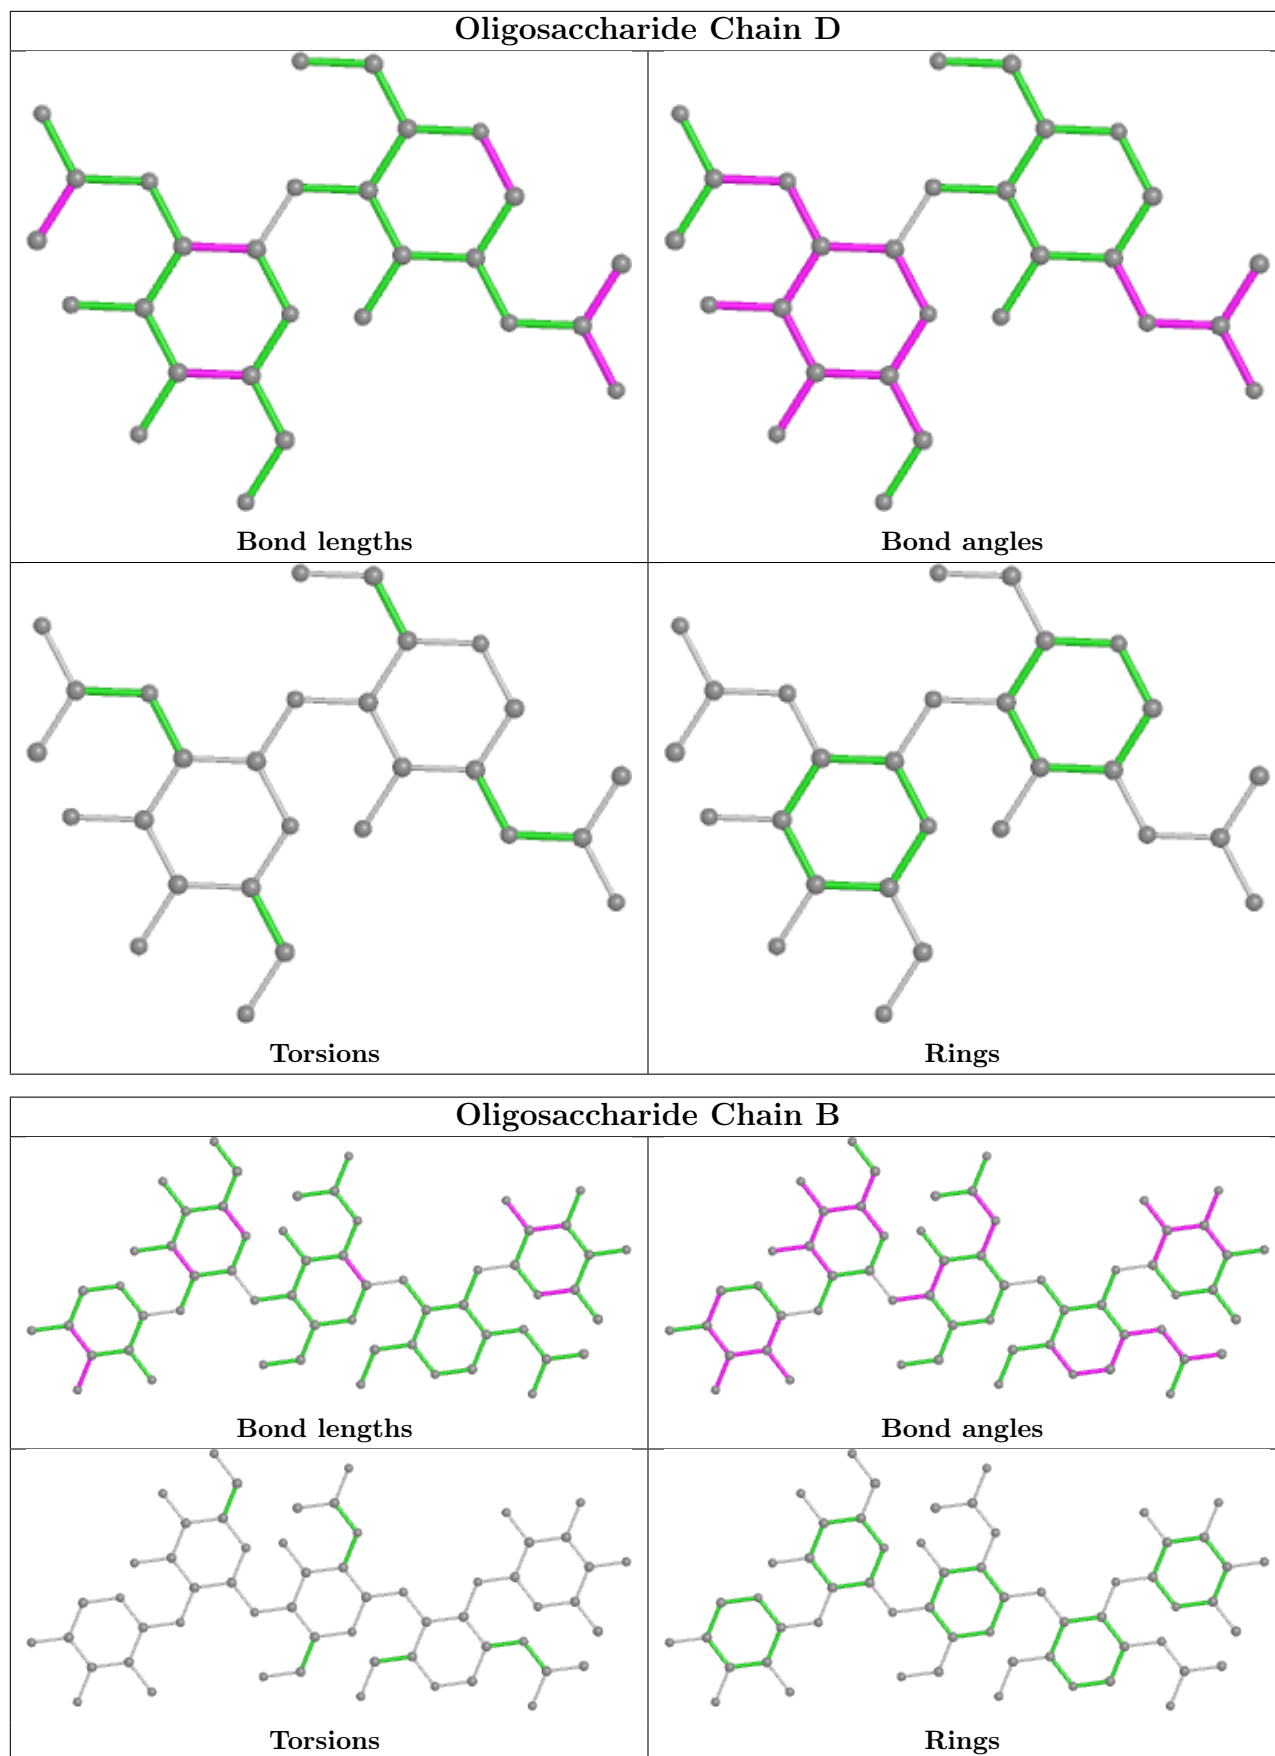 Oligosaccharide Chain D
Bond lengths
Bond angles
Torsions
Rings
Oligosaccharide Chain B
Bond lengths
Bond angles
Torsions
Rings